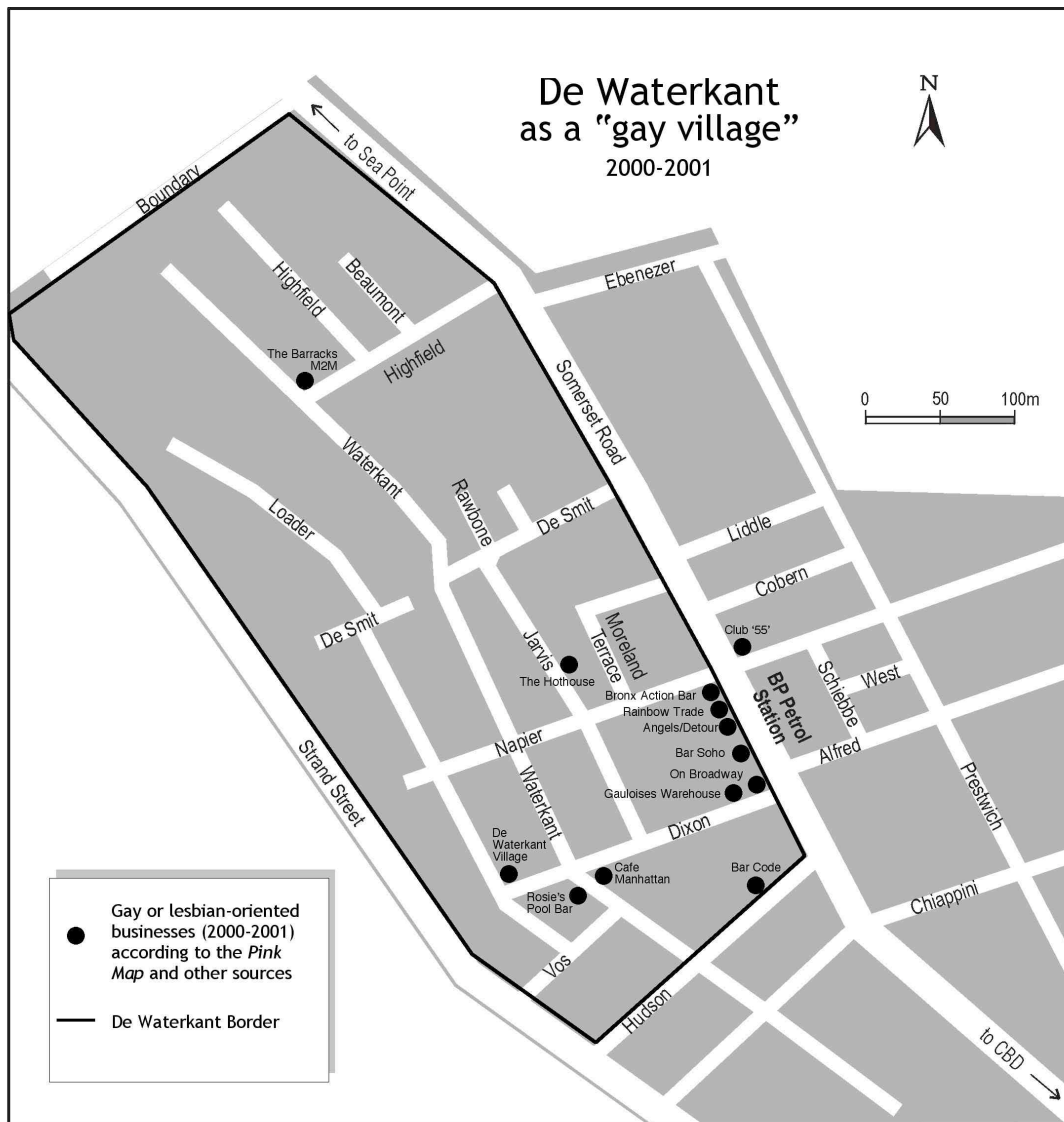 De Waterkant
as a “gay village”
2000-2001
N
to Sea Point
Boundary
Ebenezer
Highfield
Beaumont
The Barracks
M2M
Highfield
Somerset Road
0 50 100m
Waterkant
Rawbone
Loader
De Smit
Liddle
Cobern
De Smit
Club ‘55’
Moreland
Terrace
Jarvis
The Hothouse
Schiebbe
West
BP Petrol
Station
Bronx Action Bar
Rainbow Trade
Angels/Detour
Napier
Bar Soho
Alfred
On Broadway
Gauloises Warehouse
Strand Street
Waterkant
Prestwich
Dixon
De
Waterkant
Village
Cafe
Manhattan
Bar Code
Rosie’s
Pool Bar
Chiappini
Vos
Hudson
to CBD
Gay or lesbian-oriented
businesses (2000-2001)
according to the Pink
Map and other sources
De Waterkant Border